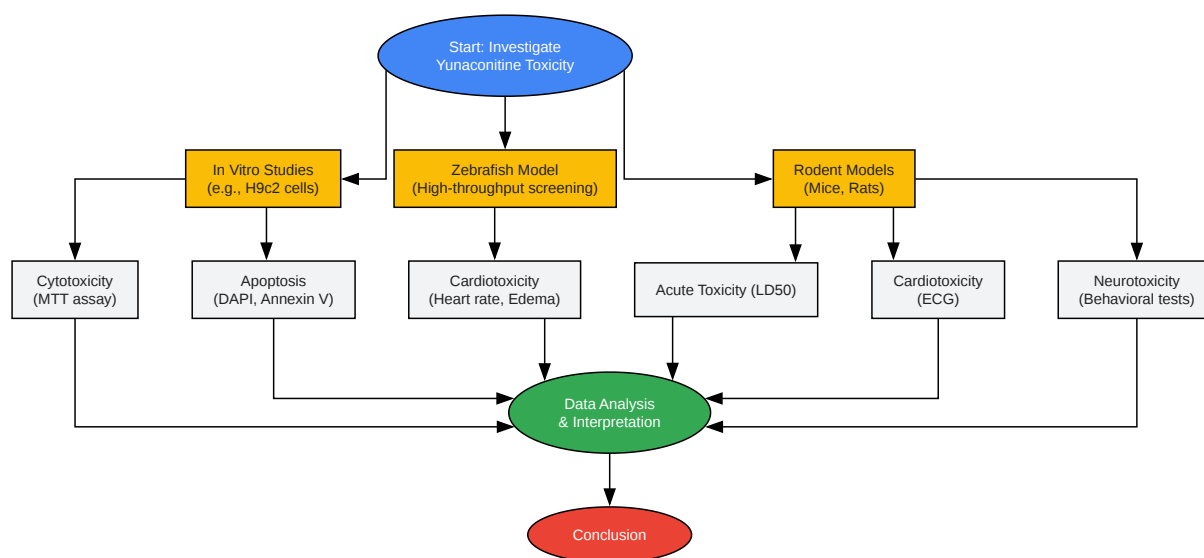 Start: Investigate
Yunaconitine Toxicity
In Vitro Studies
(e.g., H9c2 cells)
Zebrafish Model
(High-throughput screening)
Rodent Models
(Mice, Rats)
Cytotoxicity
(MTT assay)
Apoptosis
(DAPI, Annexin V)
Cardiotoxicity
(Heart rate, Edema)
Acute Toxicity (LD50)
Cardiotoxicity
(ECG)
Neurotoxicity
(Behavioral tests)
Data Analysis
& Interpretation
Conclusion